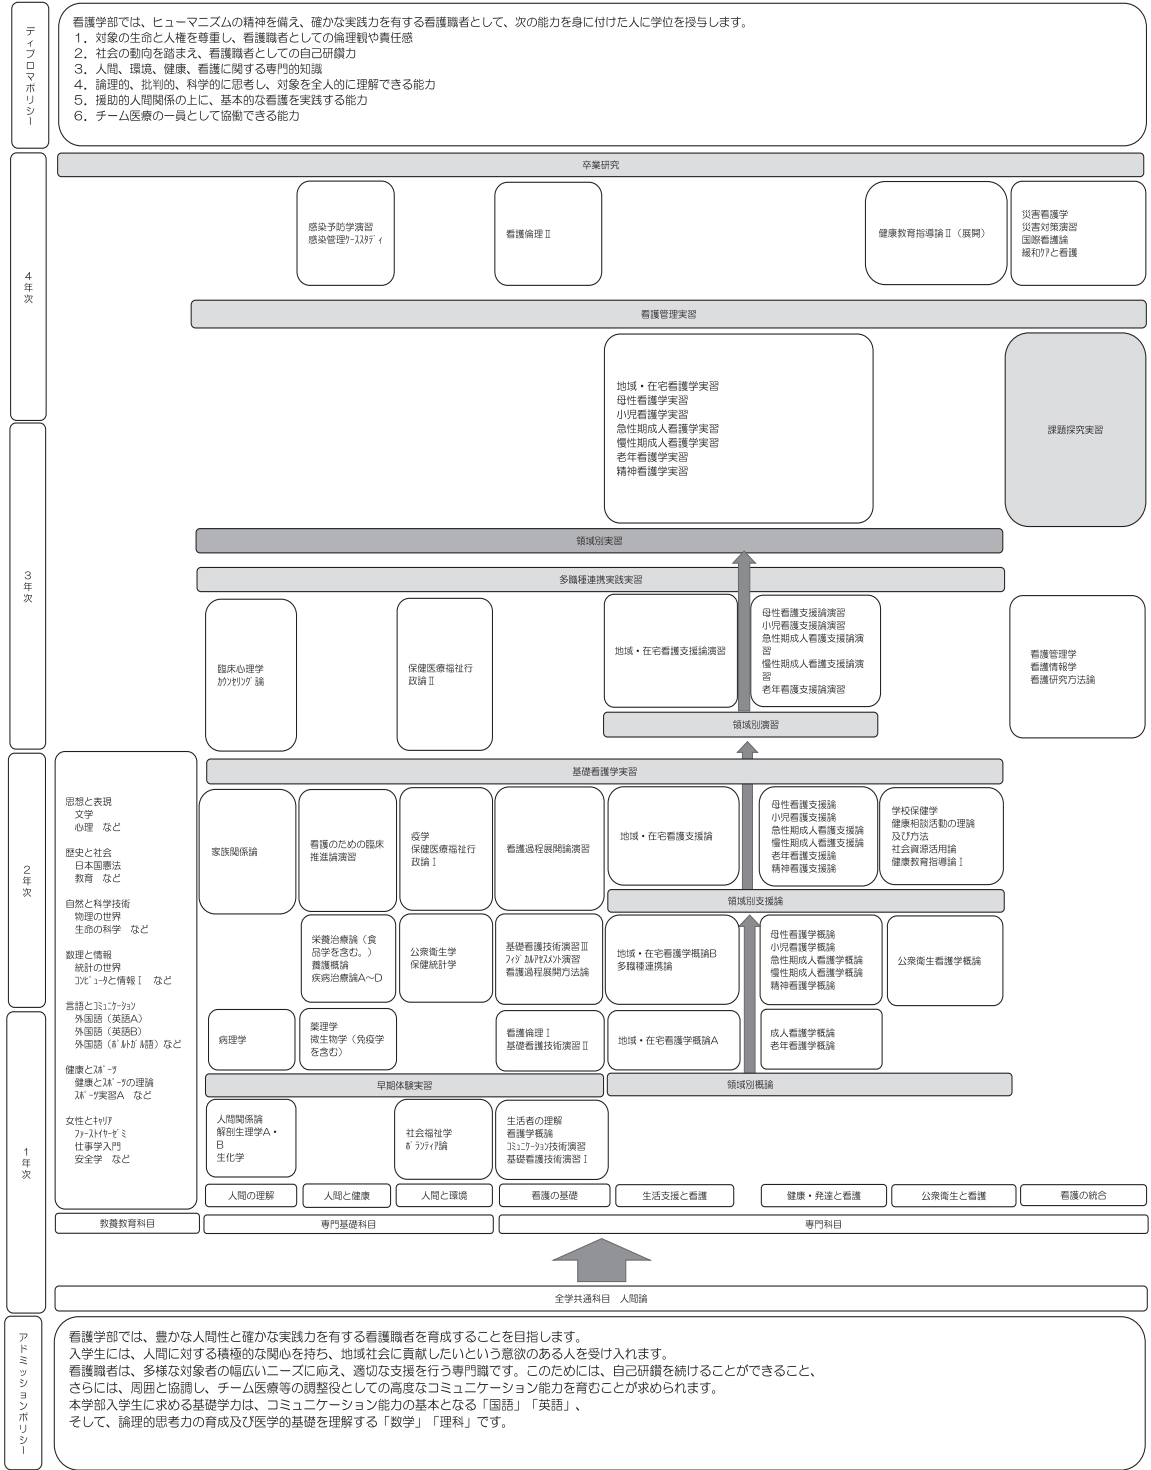 ディプロマポリシー
看護学部では、ヒューマニズムの精神を備え、確かな実践力を有する看護職者として、次の能力を身に付けた人に学位を授与します。
１．対象の生命と人権を尊重し、看護職者としての倫理観や責任感
２．社会の動向を踏まえ、看護職者としての自己研鑽力
３．人間、環境、健康、看護に関する専門的知識
４．論理的、批判的、科学的に思考し、対象を全人的に理解できる能力
５．援助的人間関係の上に、基本的な看護を実践する能力
６．チーム医療の一員として協働できる能力
4年次
卒業研究
感染予防学演習
感染管理ｹｰｽｽﾀﾃﾞｨ
看護倫理Ⅱ
健康教育指導論Ⅱ（展開）
災害看護学
災害対策演習
国際看護論
緩和ｹｱと看護
看護管理実習
地域・在宅看護学実習
母性看護学実習
小児看護学実習
急性期成人看護学実習
慢性期成人看護学実習
老年看護学実習
精神看護学実習
課題探究実習
3年次
領域別実習
多職種連携実践実習
臨床心理学
ｶｳﾝｾﾘﾝｸﾞ論
保健医療福祉行
政論Ⅱ
地域・在宅看護支援論演習
母性看護支援論演習
小児看護支援論演習
急性期成人看護支援論演
習
慢性期成人看護支援論演
習
老年看護支援論演習
看護管理学
看護情報学
看護研究方法論
領域別演習
2年次
基礎看護学実習
家族関係論
看護のための臨床
推進論演習
疫学
保健医療福祉行
政論Ⅰ
看護過程展開論演習
地域・在宅看護支援論
母性看護支援論
小児看護支援論
急性期成人看護支援論
慢性期成人看護支援論
老年看護支援論
精神看護支援論
学校保健学
健康相談活動の理論
及び方法
社会資源活用論
健康教育指導論Ⅰ
領域別支援論
栄養治療論（食
品学を含む。）
養護概論
疾病治療論A〜D
公衆衛生学
保健統計学
基礎看護技術演習Ⅲ
ﾌｨｼﾞｶﾙｱｾｽﾒﾝﾄ演習
看護過程展開方法論
地域・在宅看護学概論B
多職種連携論
母性看護学概論
小児看護学概論
急性期成人看護学概論
慢性期成人看護学概論
精神看護学概論
公衆衛生看護学概論
1年次
病理学
薬理学
微生物学（免疫学
を含む）
看護倫理Ⅰ
基礎看護技術演習Ⅱ
地域・在宅看護学概論A
成人看護学概論
老年看護学概論
早期体験実習
領域別概論
人間関係論
解剖生理学A・
B
生化学
社会福祉学
ﾎﾞﾗﾝﾃｨｱ論
生活者の理解
看護学概論
ｺﾐｭﾆｹｰｼｮﾝ技術演習
基礎看護技術演習Ⅰ
思想と表現
文学
心理　など
歴史と社会
日本国憲法
教育　など
自然と科学技術
物理の世界
生命の科学　など
数理と情報
統計の世界
ｺﾝﾋﾟｭｰﾀと情報Ⅰ　など
言語とｺﾐｭﾆｹｰｼｮﾝ
外国語（英語A）
外国語（英語B）
外国語（ﾎﾟﾙﾄｶﾞﾙ語）など
健康とｽﾎﾟｰﾂ
健康とｽﾎﾟｰﾂの理論
ｽﾎﾟｰﾂ実習A　など
女性とｷｬﾘｱ
ﾌｧｰｽﾄｲﾔｰｾﾞﾐ
仕事学入門
安全学　など
人間の理解
人間と健康
人間と環境
看護の基礎
生活支援と看護
健康・発達と看護
公衆衛生と看護
看護の統合
教養教育科目
専門基礎科目
専門科目
全学共通科目　人間論
アドミッションポリシー
看護学部では、豊かな人間性と確かな実践力を有する看護職者を育成することを目指します。
入学生には、人間に対する積極的な関心を持ち、地域社会に貢献したいという意欲のある人を受け入れます。
看護職者は、多様な対象者の幅広いニーズに応え、適切な支援を行う専門職です。このためには、自己研鑽を続けることができること、
さらには、周囲と協調し、チーム医療等の調整役としての高度なコミュニケーション能力を育むことが求められます。
本学部入学生に求める基礎学力は、コミュニケーション能力の基本となる「国語」「英語」、
そして、論理的思考力の育成及び医学的基礎を理解する「数学」「理科」です。